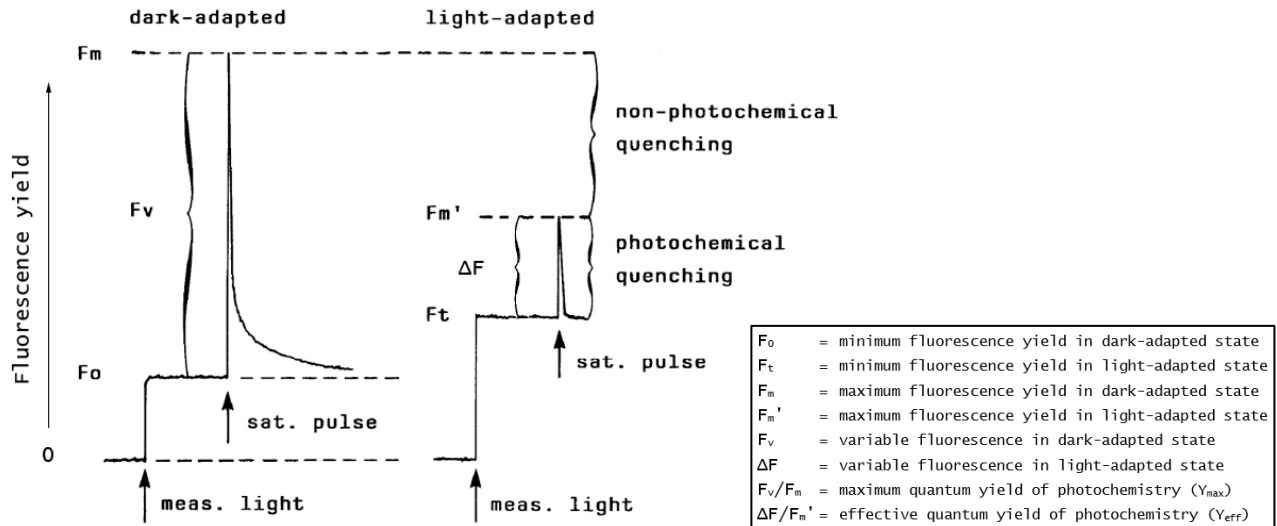 dark-adapted
light-adapted
Fm
non-photochemical
quenching
Fluorescence yield
Fv
Fm'
photochemical
quenching
ΔF
Ft
Fo
sat. pulse
sat. pulse
0
meas. light
meas. light
F₀ = minimum fluorescence yield in dark-adapted state
Fₜ = minimum fluorescence yield in light-adapted state
Fₘ = maximum fluorescence yield in dark-adapted state
Fₘ' = maximum fluorescence yield in light-adapted state
Fᵥ = variable fluorescence in dark-adapted state
ΔF = variable fluorescence in light-adapted state
Fᵥ/Fₘ = maximum quantum yield of photochemistry (Yₘₐₓ)
ΔF/Fₘ' = effective quantum yield of photochemistry (Y_eff)